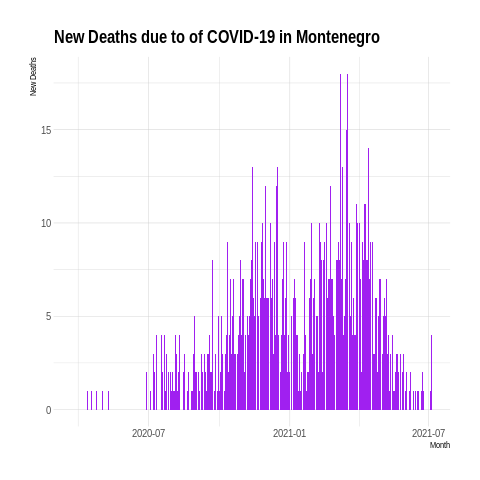 New Deaths due to of COVID-19 in Montenegro
New Deaths
15
10
5
0
2020-07
2021-01
2021-07
Month